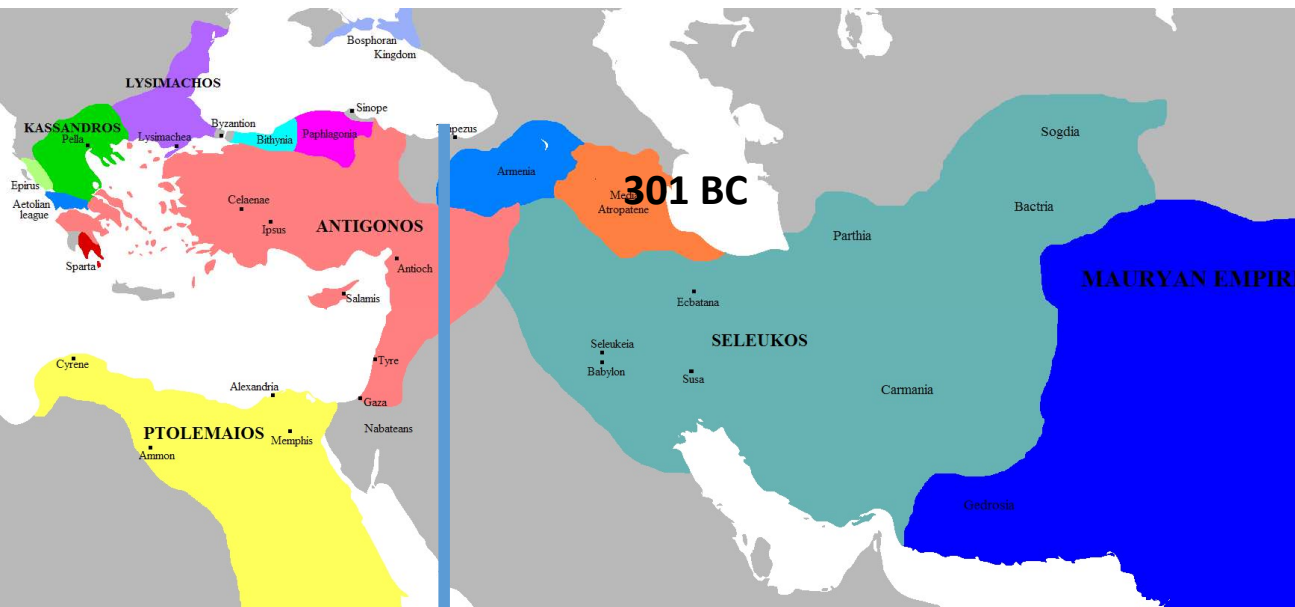 Bosphoran
Kingdom
LYSIMACHOS
Sinope
KASSANDROS
Byzantion
Pella
Lysimachea
Bithynia
Paphlagonia
Sogdia
Armenia
301 BC
Epirus
Aetolian
league
Celaenae
Atropatene
Bactria
Ipsus
ANTIGONOS
Parthia
Sparta
Antioch
MAURYAN EMPIR
Salamis
Ecbatana
Seleukeia
SELEUKOS
Cyrene
Tyre
Babylon
Susa
Alexandria
Carmania
Gaza
Nabateans
PTOLEMAIOS
Memphis
Ammon
Gedrosia